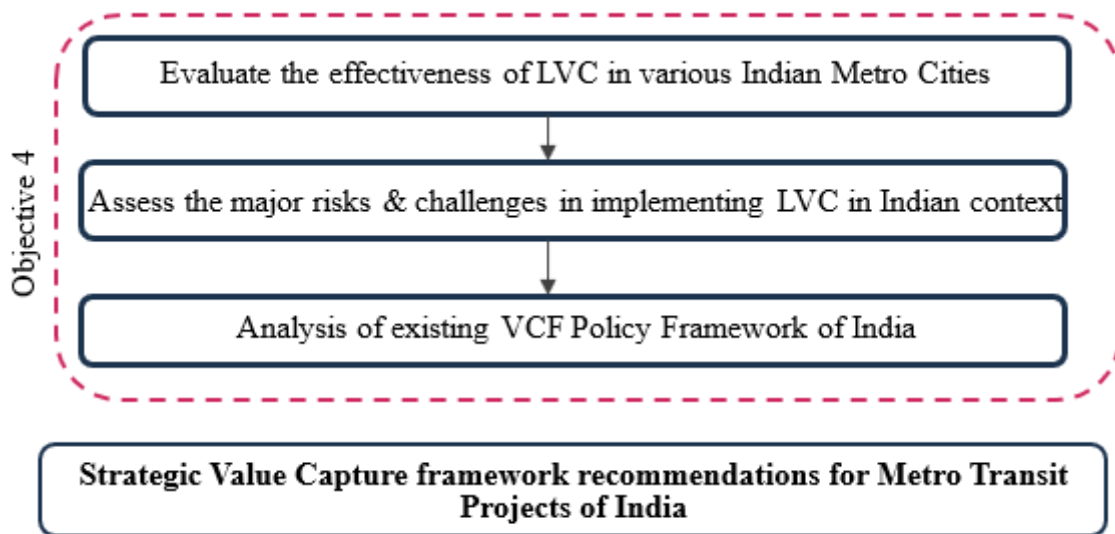 Evaluate the effectiveness of LVC in various Indian Metro Cities
Objective 4
Assess the major risks & challenges in implementing LVC in Indian context
Analysis of existing VCF Policy Framework of India
Strategic Value Capture framework recommendations for Metro Transit
Projects of India